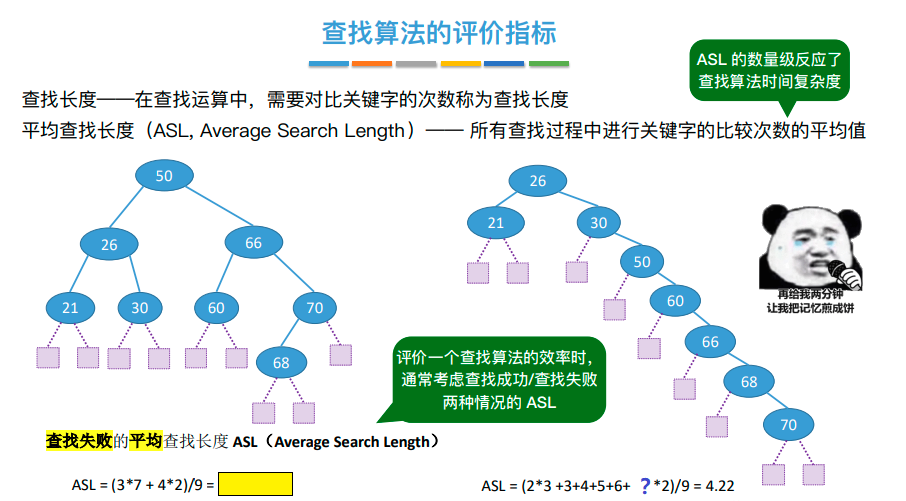 查找算法的评价指标
ASL 的数量级反应了
查找算法时间复杂度
查找长度——在查找运算中，需要对比关键字的次数称为查找长度
平均查找长度（ASL, Average Search Length）—— 所有查找过程中进行关键字的比较次数的平均值
50
26
66
21
30
60
70
68
26
21
30
50
60
66
68
70
再给我两分钟
让我把记忆煎成饼
评价一个查找算法的效率时，
通常考虑查找成功/查找失败
两种情况的 ASL
查找失败的平均查找长度 ASL（Average Search Length）
ASL = (3*7 + 4*2)/9 =
ASL = (2*3 +3+4+5+6+ ? *2)/9 = 4.22